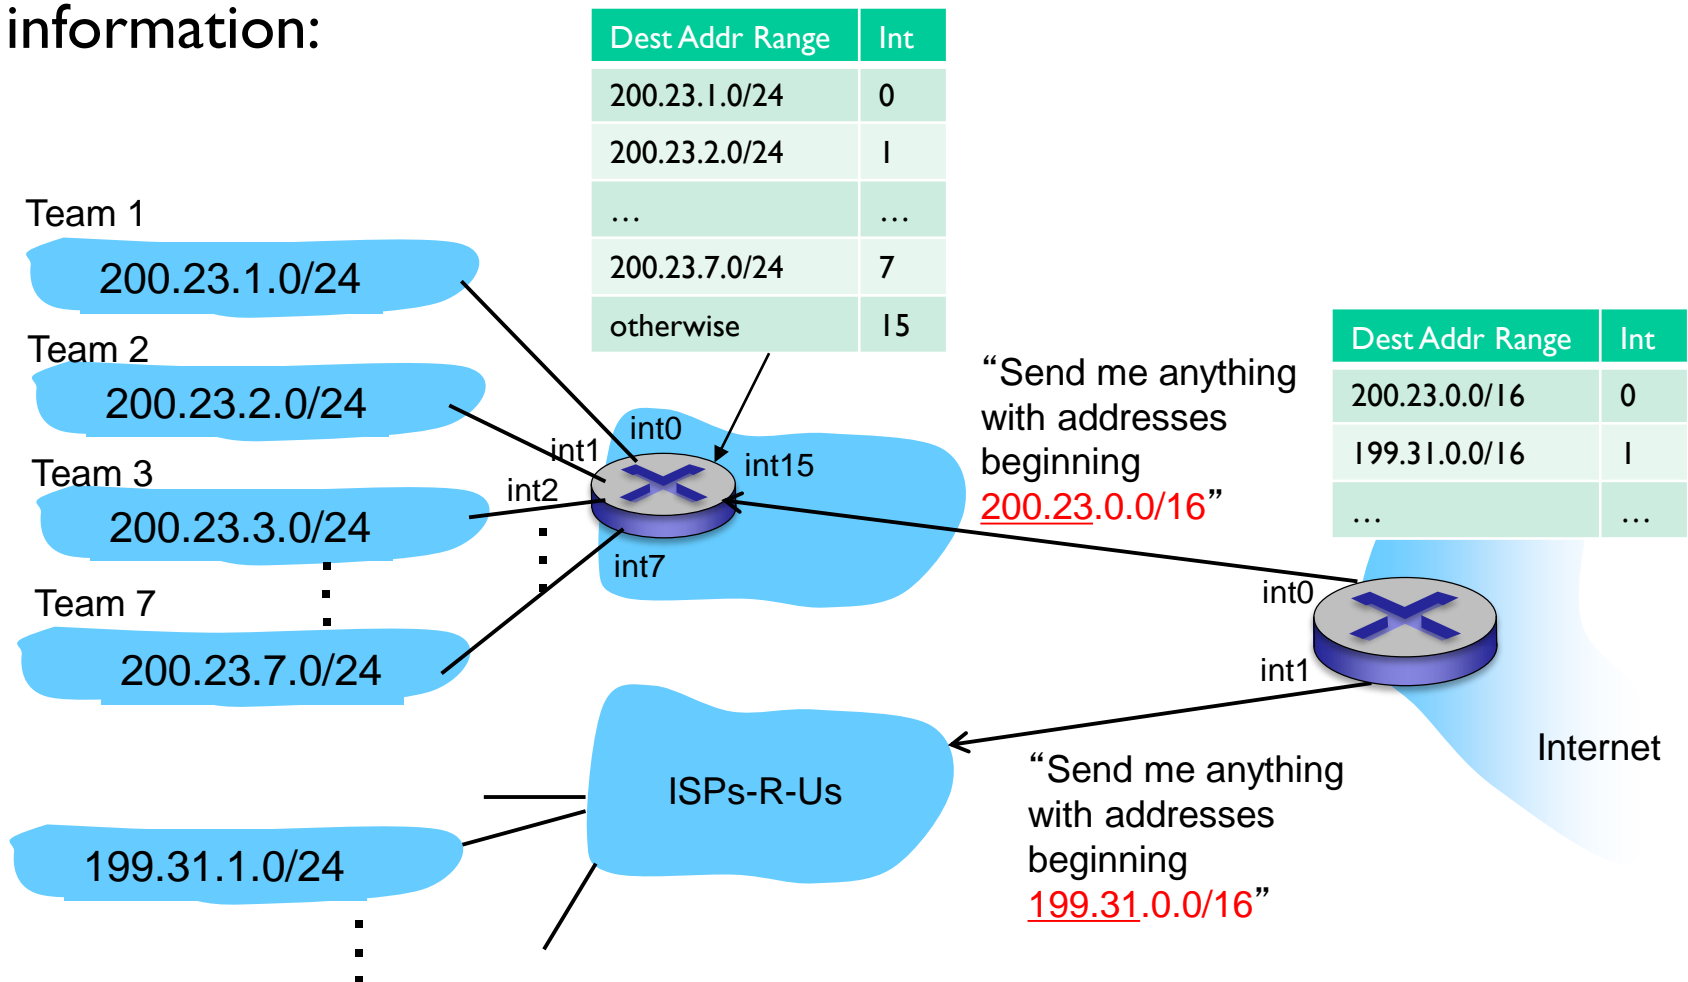 information:
Dest Addr Range Int
200.23.1.0/24 0
200.23.2.0/24 1
… …
200.23.7.0/24 7
otherwise 15
Team 1
200.23.1.0/24
Team 2
200.23.2.0/24
Team 3
200.23.3.0/24
Team 7
200.23.7.0/24
int0
int1
int2
int7
int15
“Send me anything
with addresses
beginning
200.23.0.0/16”
Dest Addr Range Int
200.23.0.0/16 0
199.31.0.0/16 1
… …
int0
int1
Internet
ISPs-R-Us
“Send me anything
with addresses
beginning
199.31.0.0/16”
199.31.1.0/24